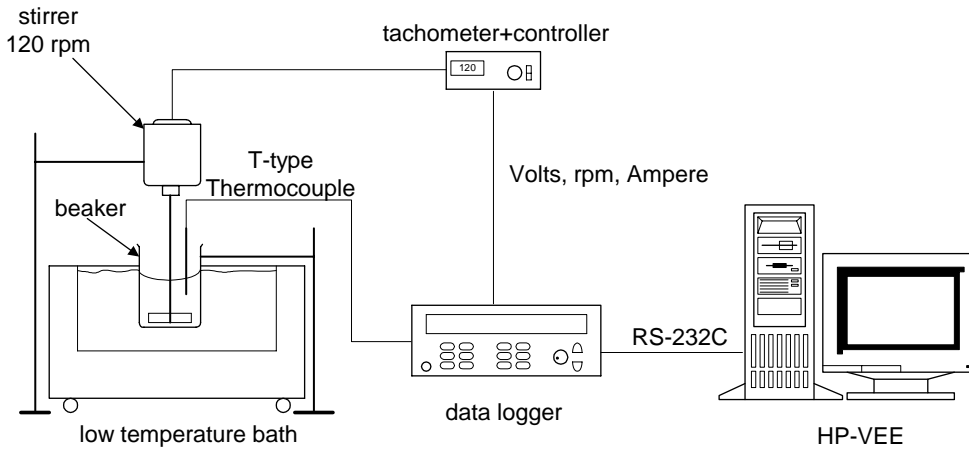 stirrer
120 rpm
tachometer+controller
120
T-type
Thermocouple
Volts, rpm, Ampere
beaker
RS-232C
data logger
low temperature bath
HP-VEE